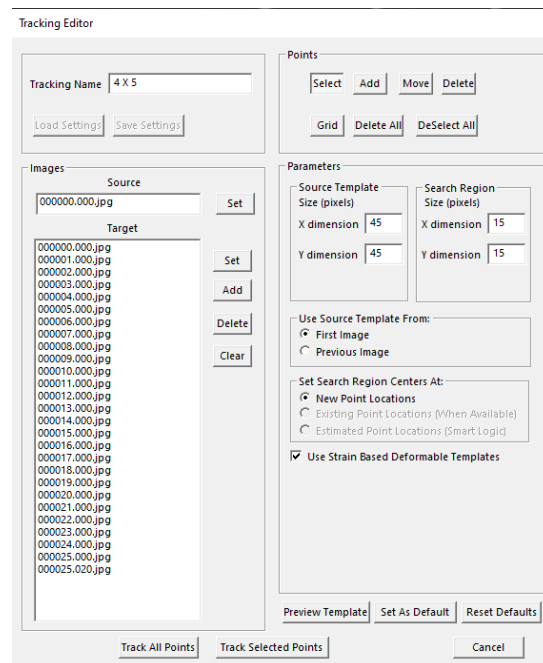 Tracking Editor
Tracking Name 4 X 5
Load Settings Save Settings
Points
Select Add Move Delete
Grid Delete All DeSelect All
Images
Source
000000.000.jpg Set
Target
000000.000.jpg
000001.000.jpg
000002.000.jpg
000003.000.jpg
000004.000.jpg
000005.000.jpg
000006.000.jpg
000007.000.jpg
000008.000.jpg
000009.000.jpg
000010.000.jpg
000011.000.jpg
000012.000.jpg
000013.000.jpg
000014.000.jpg
000015.000.jpg
000016.000.jpg
000017.000.jpg
000018.000.jpg
000019.000.jpg
000020.000.jpg
000021.000.jpg
000022.000.jpg
000023.000.jpg
000024.000.jpg
000025.000.jpg
000025.020.jpg
Set
Add
Delete
Clear
Parameters
Source Template
Size (pixels)
X dimension 45
Y dimension 45
Search Region
Size (pixels)
X dimension 15
Y dimension 15
Use Source Template From:
First Image
Previous Image
Set Search Region Centers At:
New Point Locations
Existing Point Locations (When Available)
Estimated Point Locations (Smart Logic)
Use Strain Based Deformable Templates
Preview Template Set As Default Reset Defaults
Track All Points Track Selected Points Cancel